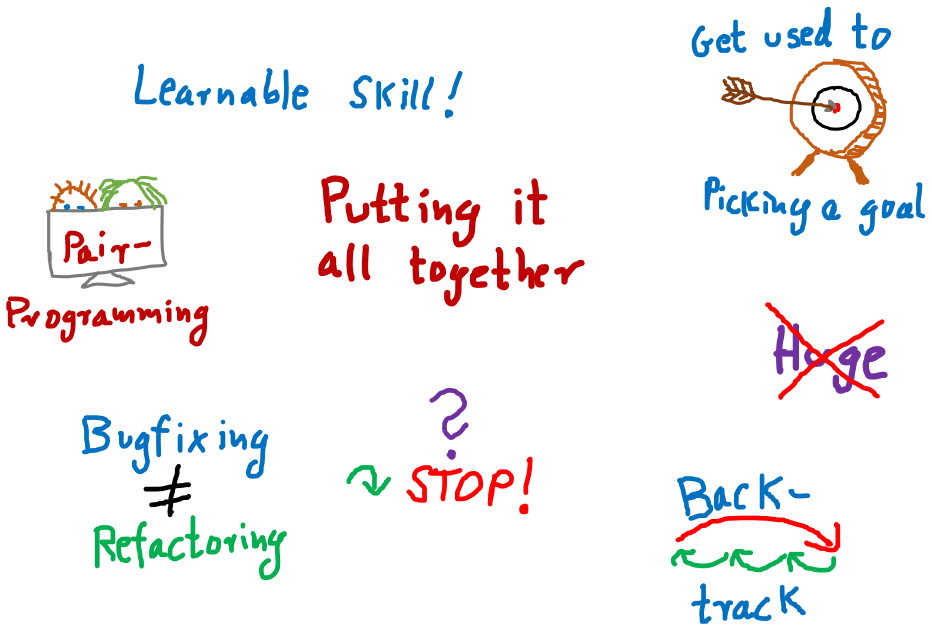 Learnable Skill!
Get used to
Picking a goal
Pair-
Programming
Putting it
all together
Huge
Bugfixing
≠
Refactoring
?
STOP!
Back-
track